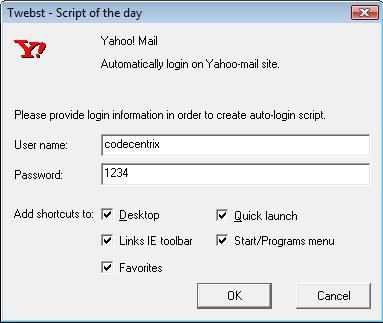 Twebst - Script of the day
Y!
Yahoo! Mail
Automatically login on Yahoo-mail site.
Please provide login information in order to create auto-login script.
User name: codecentrix
Password: 1234
Add shortcuts to: Desktop Quick launch
Links IE toolbar Start/Programs menu
Favorites
OK Cancel